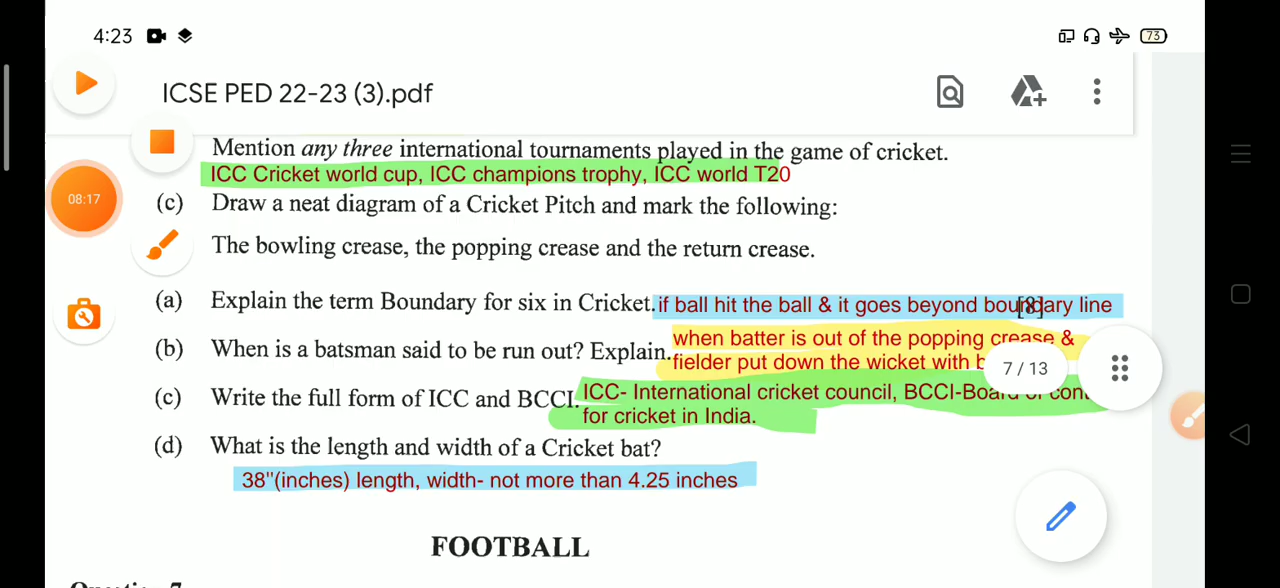 4:23
73
ICSE PED 22-23 (3).pdf
Mention any three international tournaments played in the game of cricket.
ICC Cricket world cup, ICC champions trophy, ICC world T20
08:17
(c) Draw a neat diagram of a Cricket Pitch and mark the following:
The bowling crease, the popping crease and the return crease.
(a) Explain the term Boundary for six in Cricket. if ball hit the ball & it goes beyond boundary line
[8]
when batter is out of the popping crease &
(b) When is a batsman said to be run out? Explain. fielder put down the wicket with
7 / 13
(c) Write the full form of ICC and BCCI. ICC- International cricket council, BCCI-Board of
for cricket in India.
(d) What is the length and width of a Cricket bat?
38"(inches) length, width- not more than 4.25 inches
FOOTBALL